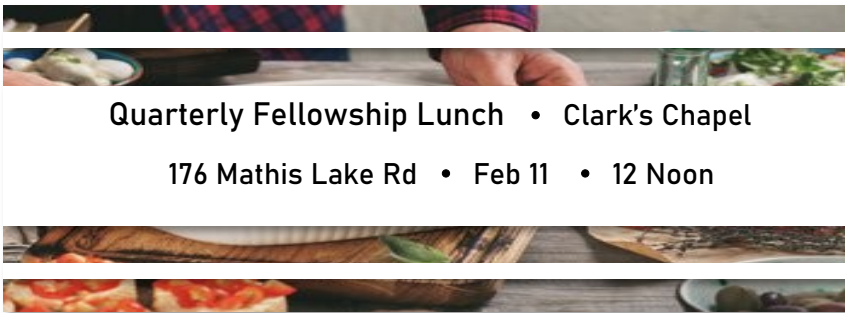 Quarterly Fellowship Lunch • Clark's Chapel
176 Mathis Lake Rd • Feb 11 • 12 Noon